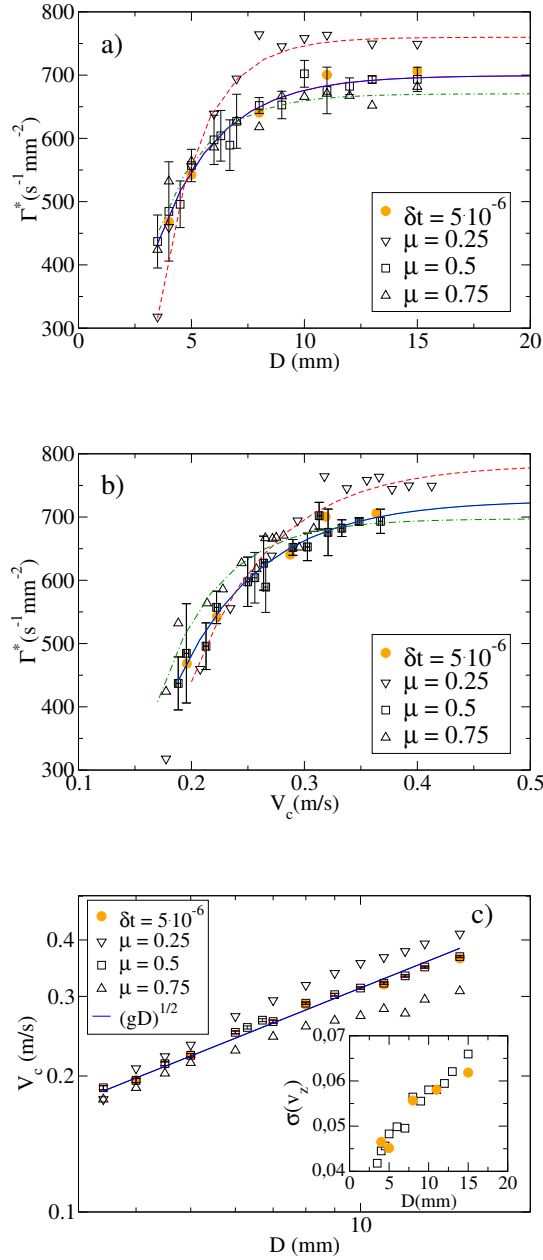 a)
800
700
600
500
400
300
Γ* (s⁻¹mm⁻²)
0
5
10
15
20
D (mm)
δt = 5·10⁻⁶
μ = 0.25
μ = 0.5
μ = 0.75
b)
800
700
600
500
400
300
Γ* (s⁻¹mm⁻²)
0.1
0.2
0.3
0.4
0.5
V_c(m/s)
δt = 5·10⁻⁶
μ = 0.25
μ = 0.5
μ = 0.75
c)
δt = 5·10⁻⁶
μ = 0.25
μ = 0.5
μ = 0.75
(gD)^{1/2}
0.4
0.3
0.2
0.1
V_c (m/s)
10
D (mm)
0,07
0,06
0,05
0,04
σ(v_z)
0
5
10
15
20
D(mm)